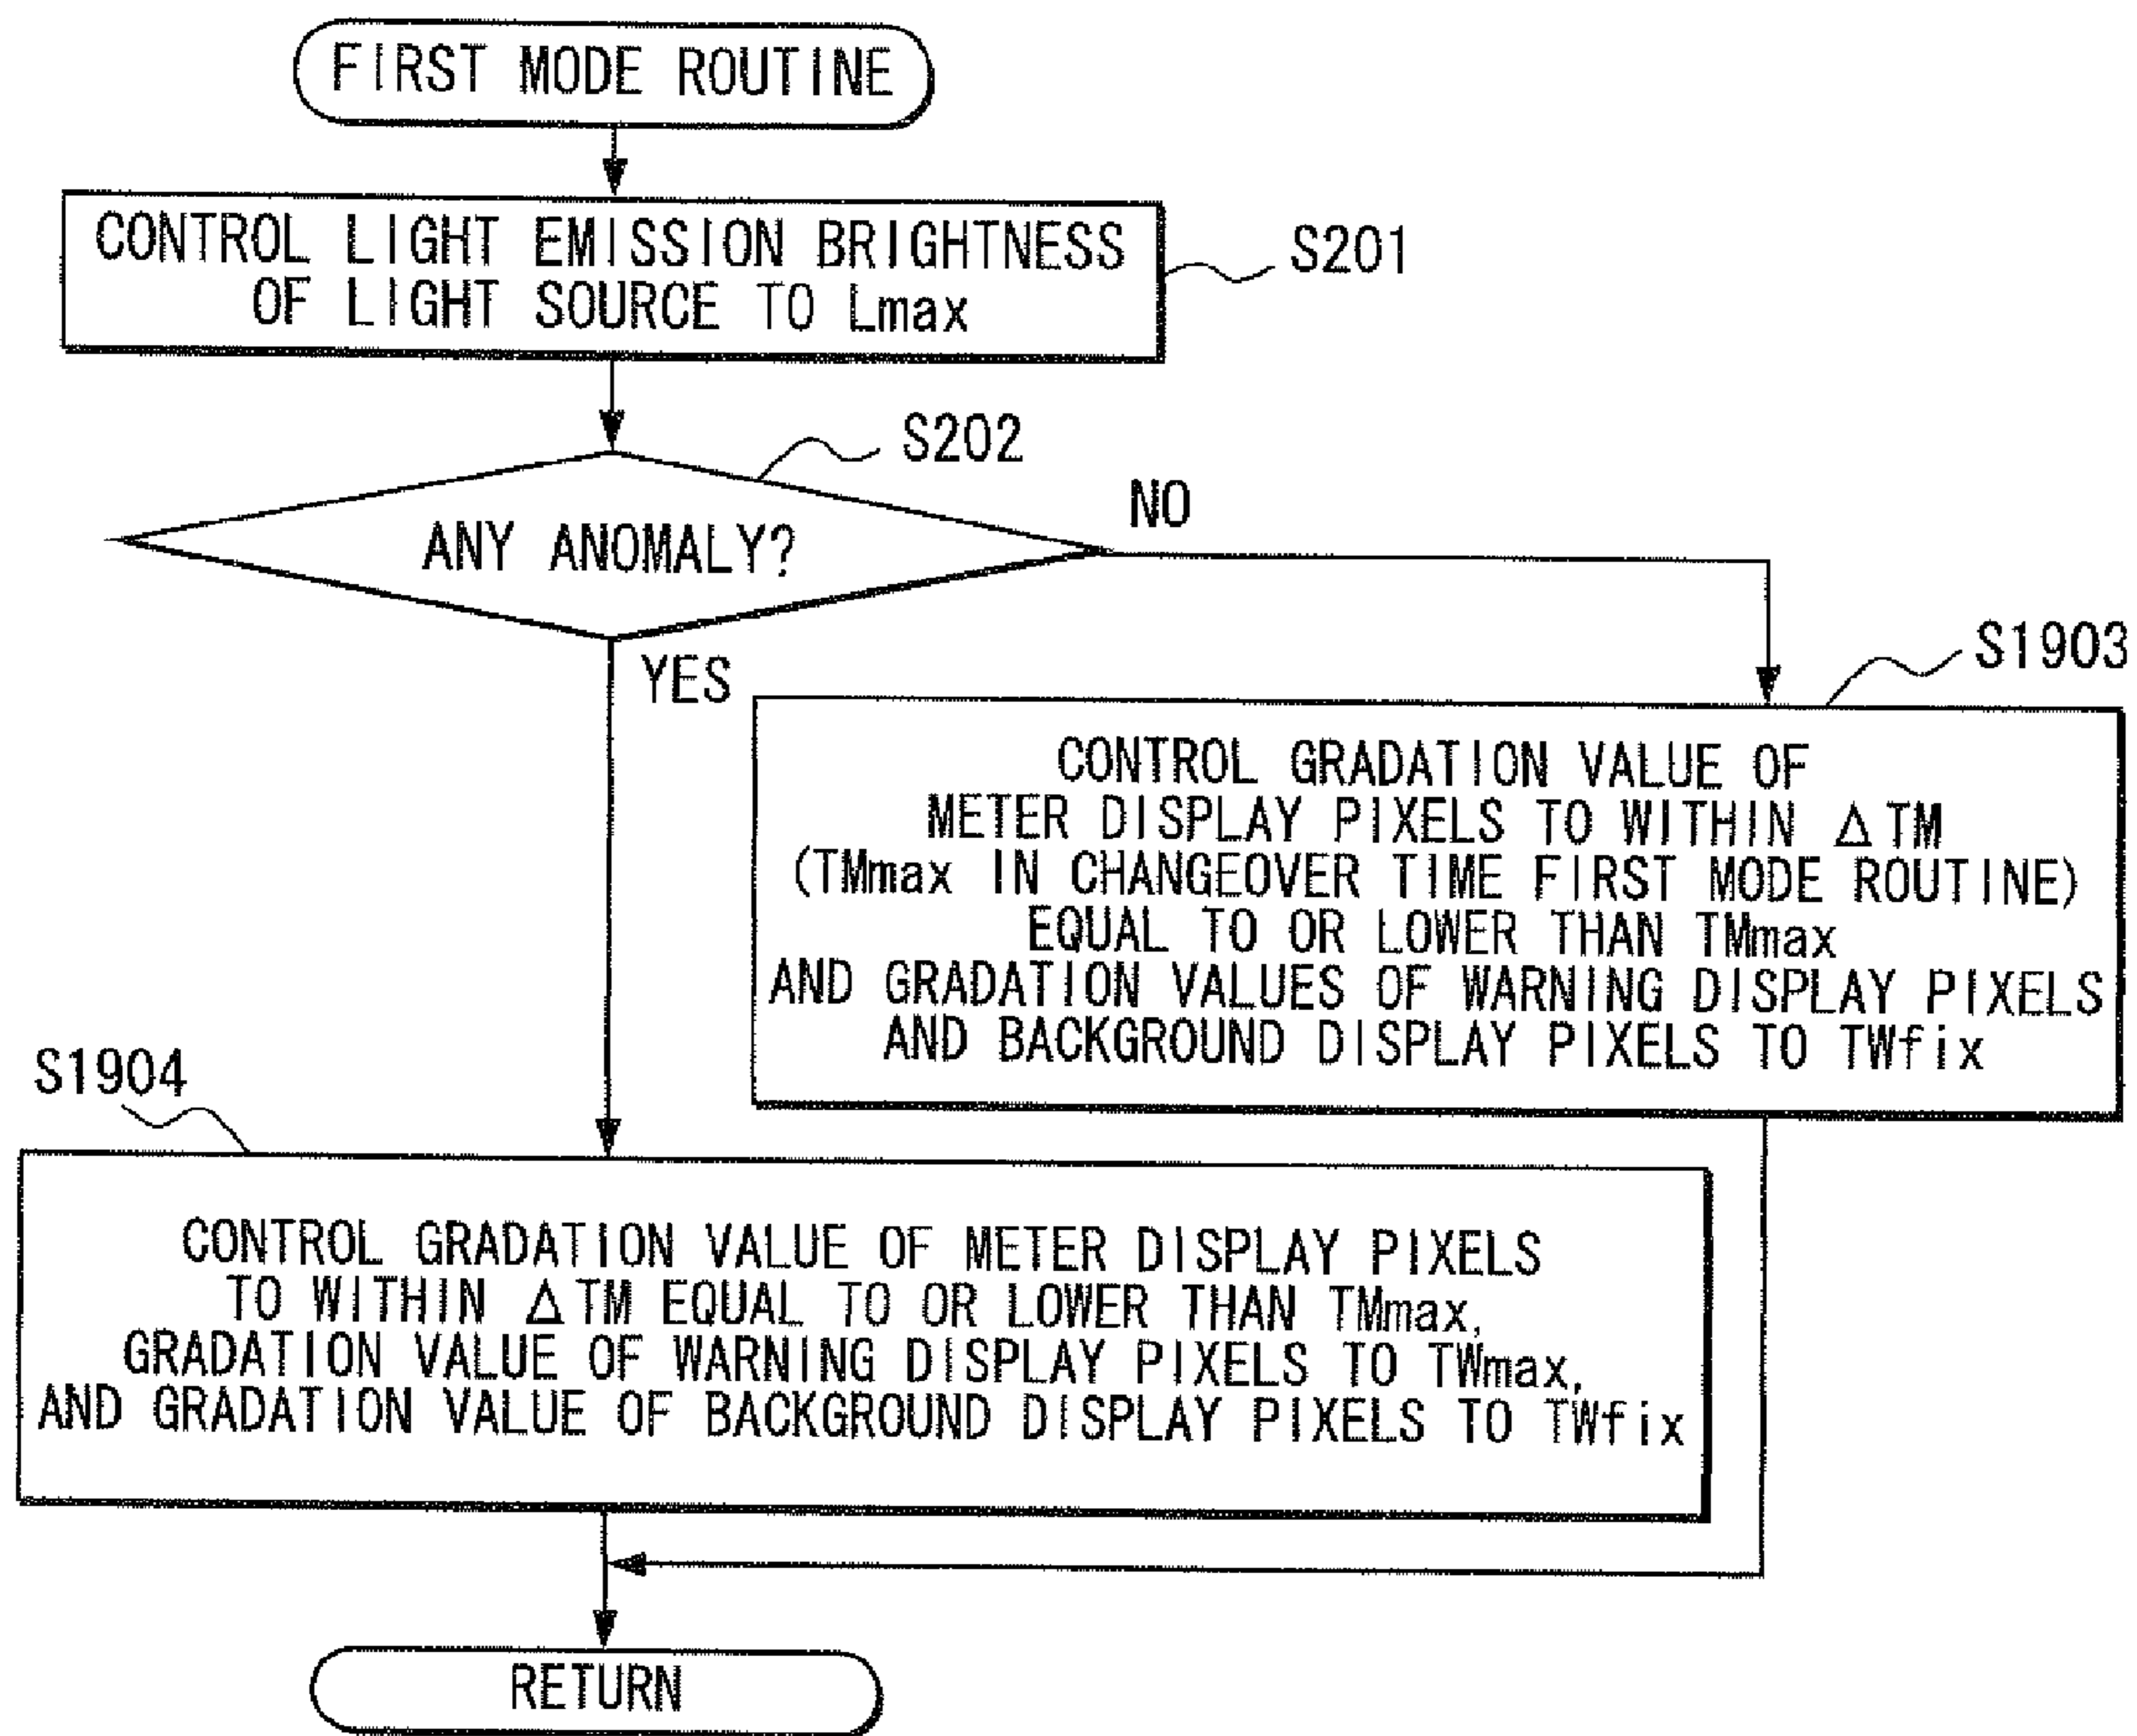 FIRST MODE ROUTINE
CONTROL LIGHT EMISSION BRIGHTNESS
OF LIGHT SOURCE TO Lmax
S201
S202
ANY ANOMALY?
NO
YES
S1903
CONTROL GRADATION VALUE OF
METER DISPLAY PIXELS TO WITHIN ΔTM
(TMmax IN CHANGEOVER TIME FIRST MODE ROUTINE)
EQUAL TO OR LOWER THAN TMmax
AND GRADATION VALUES OF WARNING DISPLAY PIXELS
AND BACKGROUND DISPLAY PIXELS TO TWfix
S1904
CONTROL GRADATION VALUE OF METER DISPLAY PIXELS
TO WITHIN ΔTM EQUAL TO OR LOWER THAN TMmax,
GRADATION VALUE OF WARNING DISPLAY PIXELS TO TWmax,
AND GRADATION VALUE OF BACKGROUND DISPLAY PIXELS TO TWfix
RETURN